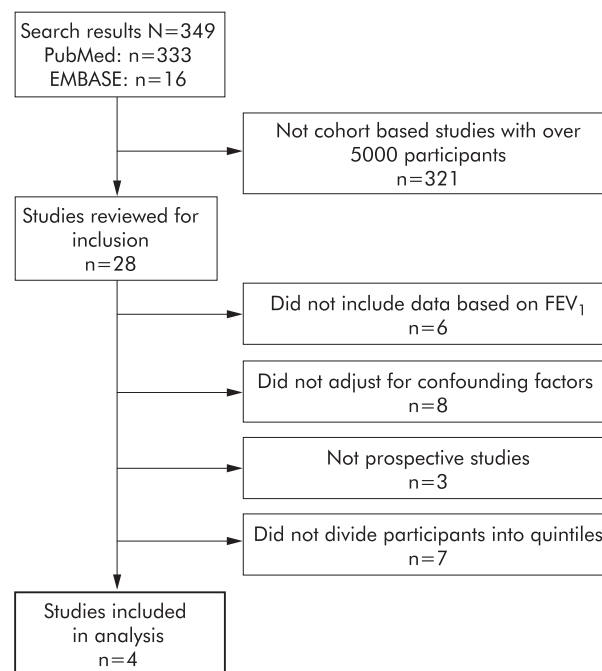 Search results N=349
PubMed: n=333
EMBASE: n=16
Not cohort based studies with over
5000 participants
n=321
Studies reviewed for
inclusion
n=28
Did not include data based on FEV1
n=6
Did not adjust for confounding factors
n=8
Not prospective studies
n=3
Did not divide participants into quintiles
n=7
Studies included
in analysis
n=4